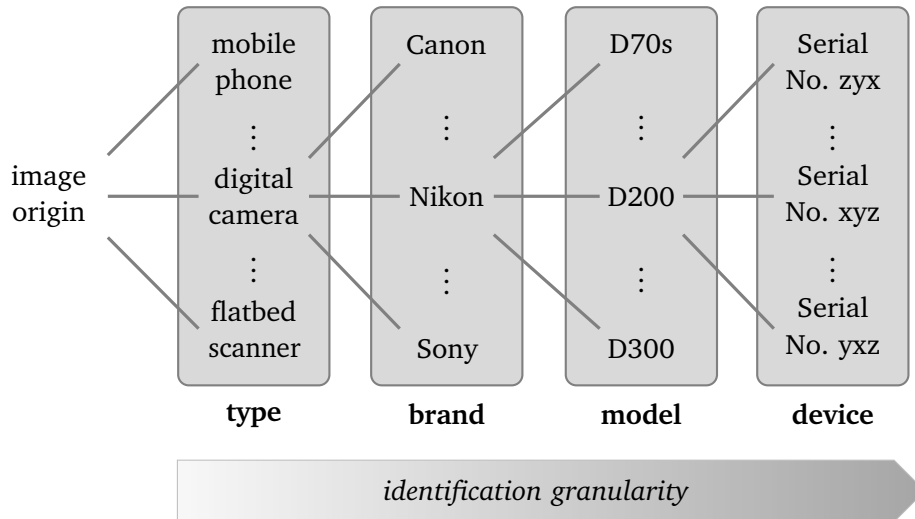 image
origin
mobile
phone
⋮
digital
camera
⋮
flatbed
scanner
type
Canon
⋮
Nikon
⋮
Sony
brand
D70s
⋮
D200
⋮
D300
model
Serial
No. zyx
⋮
Serial
No. xyz
⋮
Serial
No. yxz
device
identification granularity